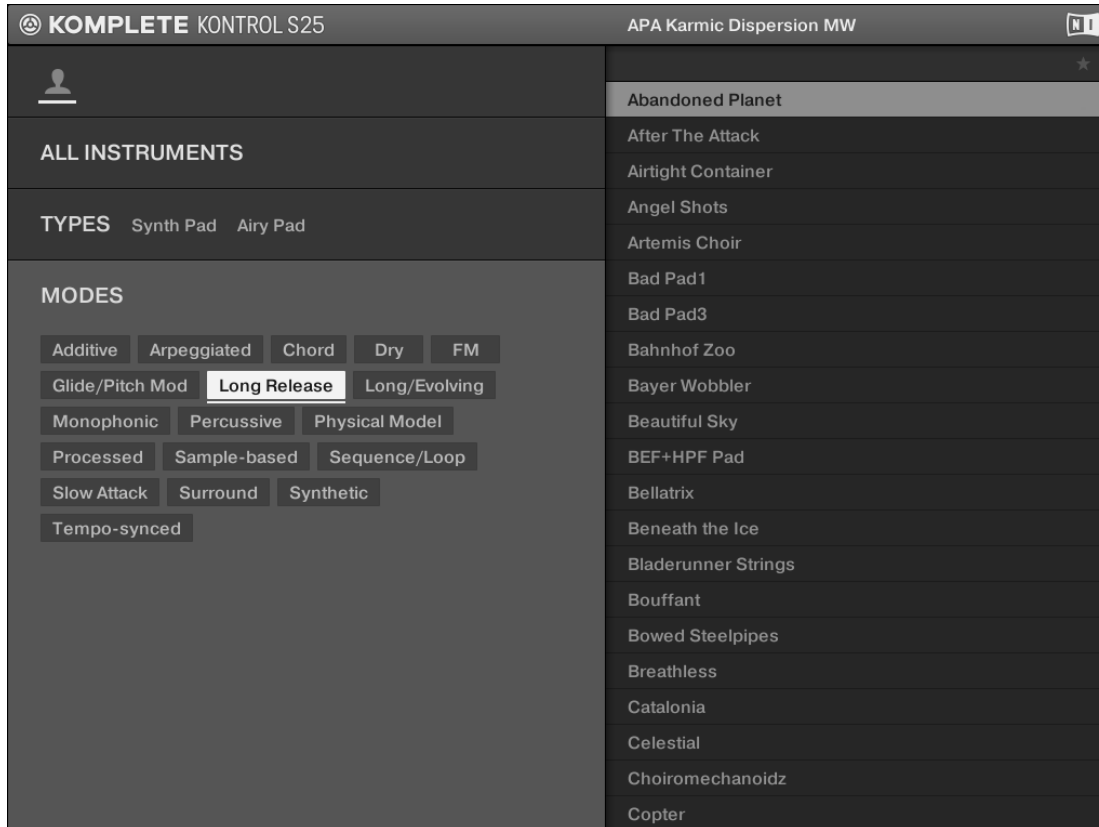 KOMPLETE KONTROL S25
APA Karmic Dispersion MW
NI
ALL INSTRUMENTS
TYPES Synth Pad Airy Pad
MODES
Additive Arpeggiated Chord Dry FM
Glide/Pitch Mod Long Release Long/Evolving
Monophonic Percussive Physical Model
Processed Sample-based Sequence/Loop
Slow Attack Surround Synthetic
Tempo-synced
Abandoned Planet
After The Attack
Airtight Container
Angel Shots
Artemis Choir
Bad Pad1
Bad Pad3
Bahnhof Zoo
Bayer Wobbler
Beautiful Sky
BEF+HPF Pad
Bellatrix
Beneath the Ice
Bladerunner Strings
Bouffant
Bowed Steelpipes
Breathless
Catalonia
Celestial
Choiromechanoidz
Copter